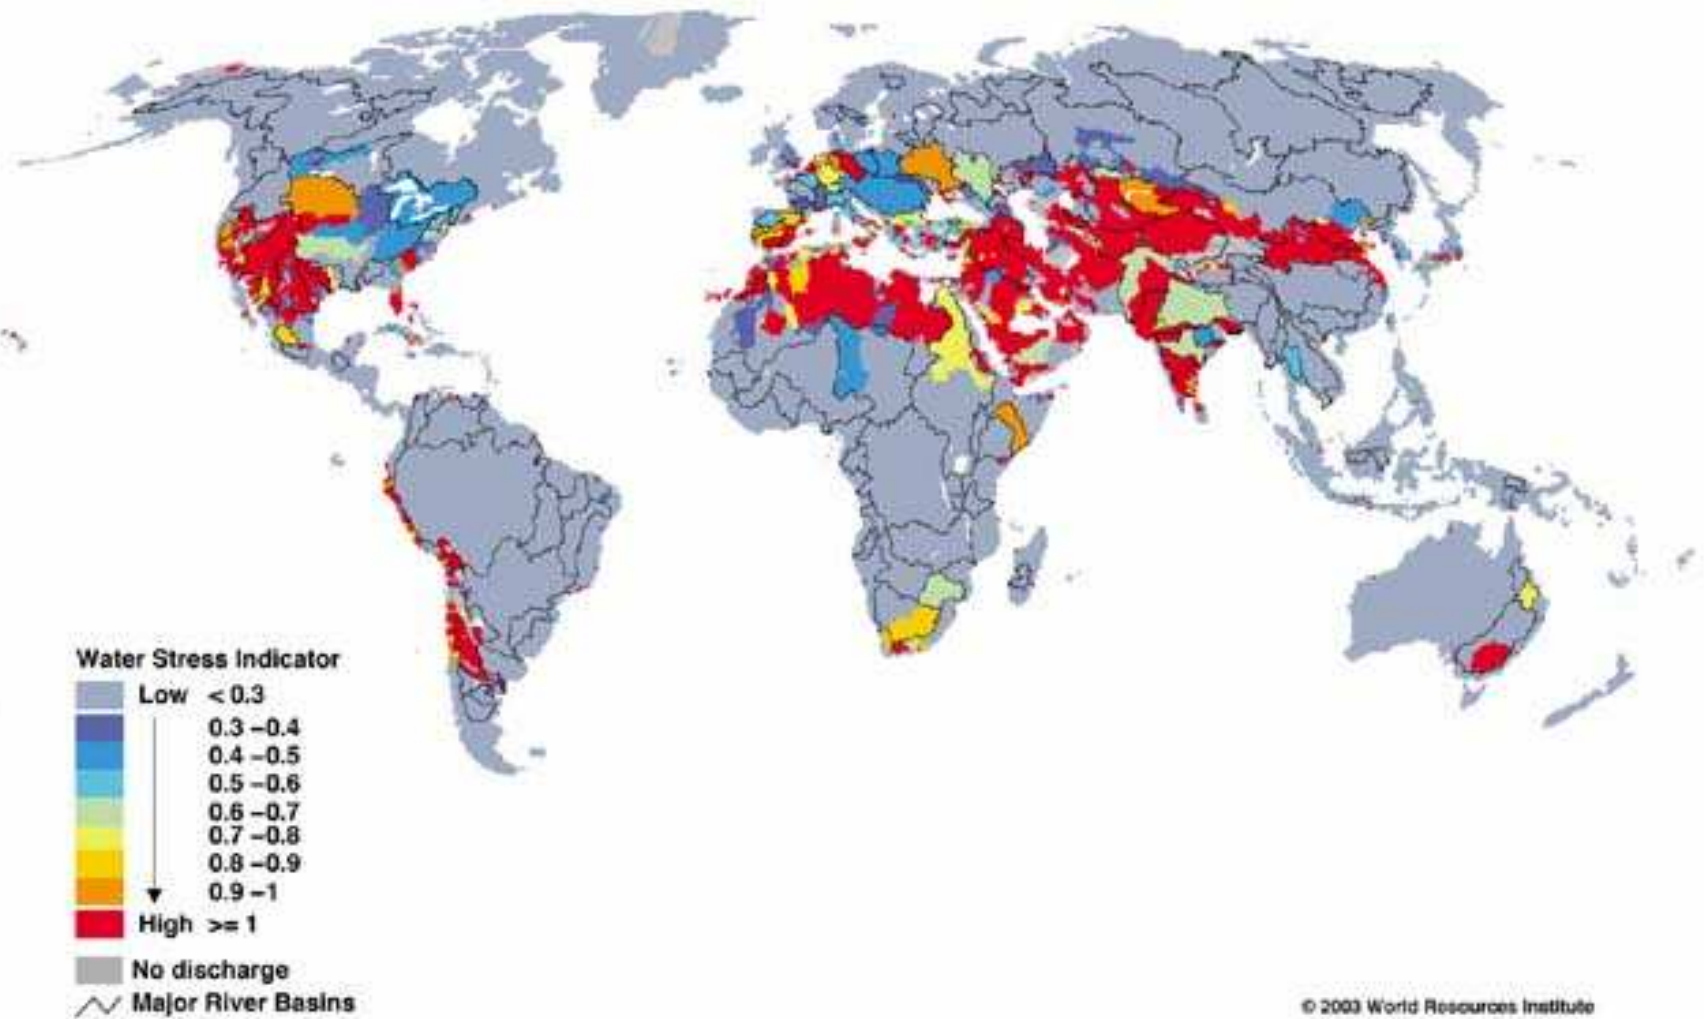 Water Stress Indicator
Low < 0.3
0.3 –0.4
0.4 –0.5
0.5 –0.6
0.6 –0.7
0.7 –0.8
0.8 –0.9
0.9 –1
High >= 1
No discharge
Major River Basins
© 2003 World Resources Institute